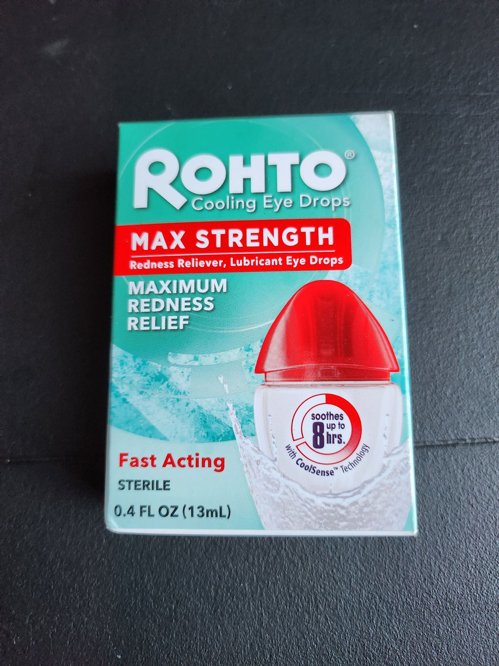 ROHTO®
Cooling Eye Drops
MAX STRENGTH
Redness Reliever, Lubricant Eye Drops
MAXIMUM
REDNESS
RELIEF
soothes
up to
8 hrs.
with CoolSense™ Technology
Fast Acting
STERILE
0.4 FL OZ (13mL)